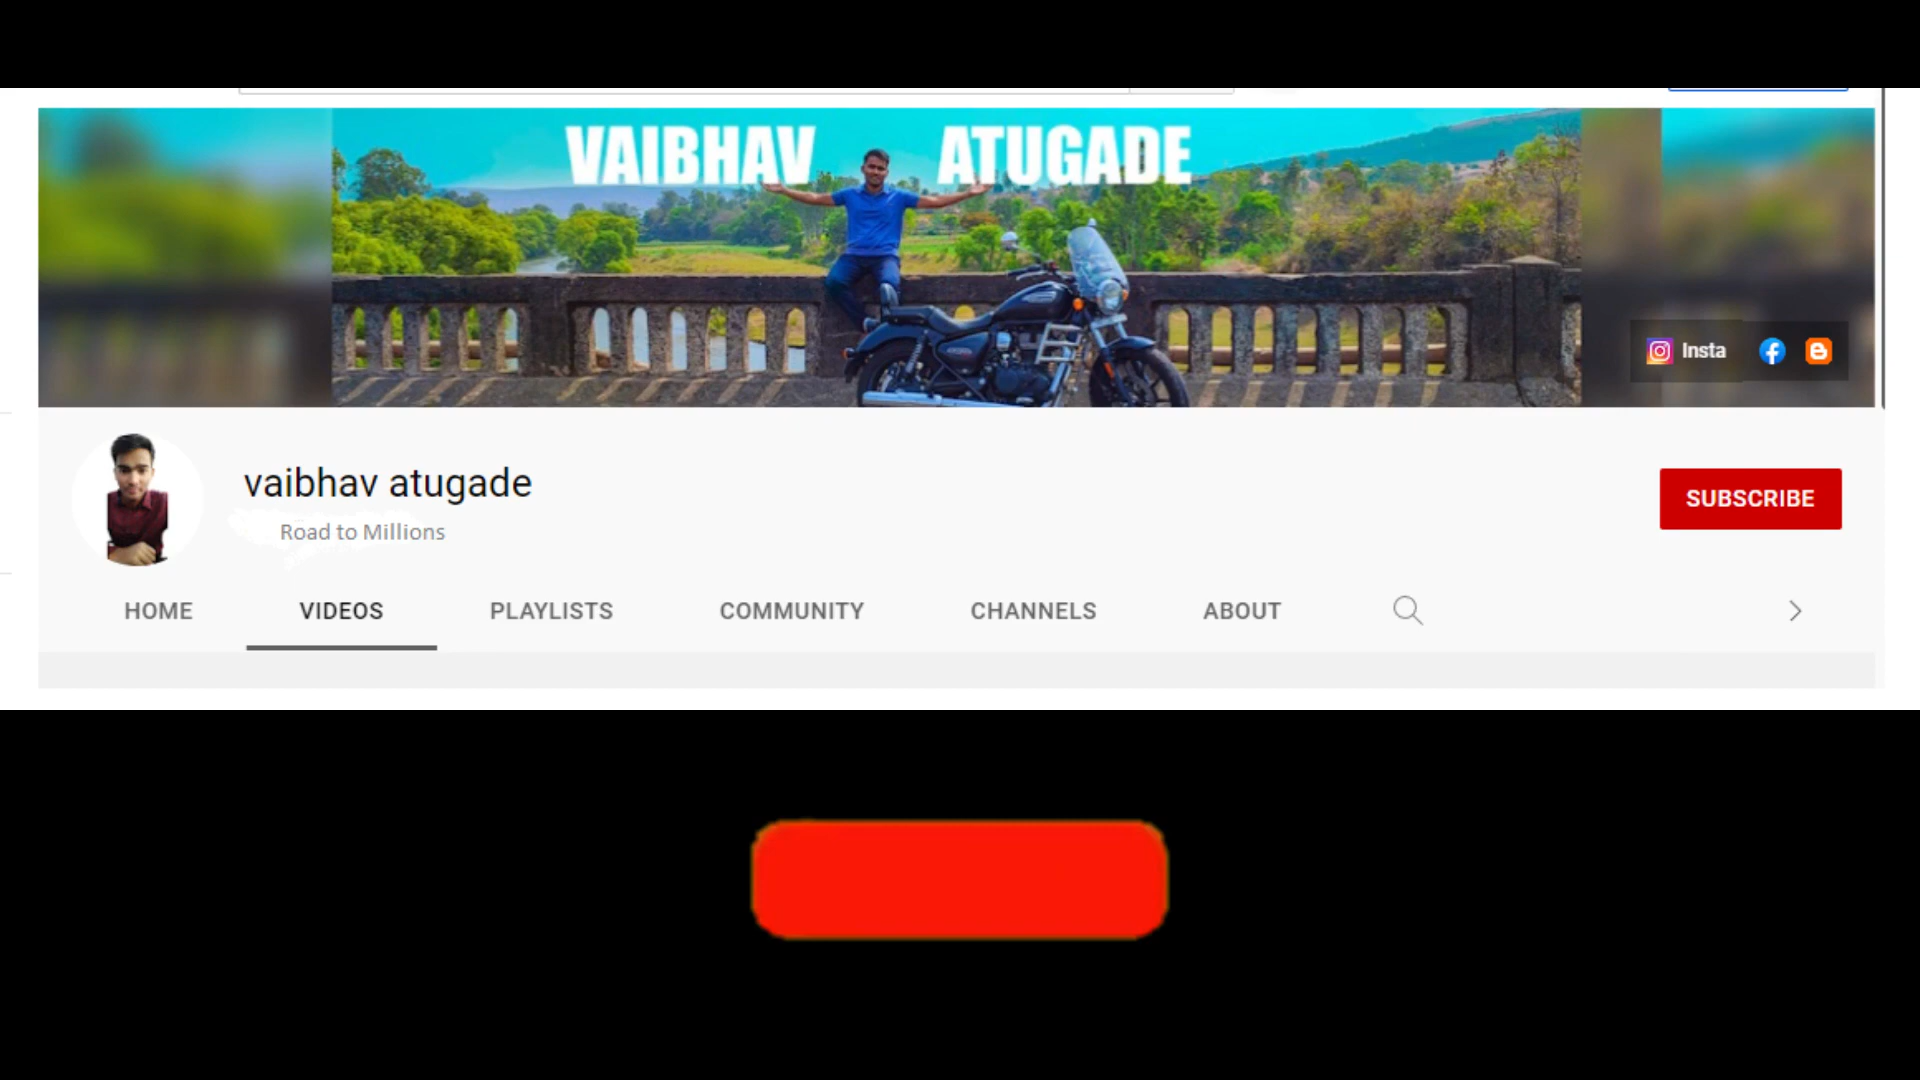 VAIBHAV ATUGADE
Insta
vaibhav atugade
Road to Millions
SUBSCRIBE
HOME VIDEOS PLAYLISTS COMMUNITY CHANNELS ABOUT